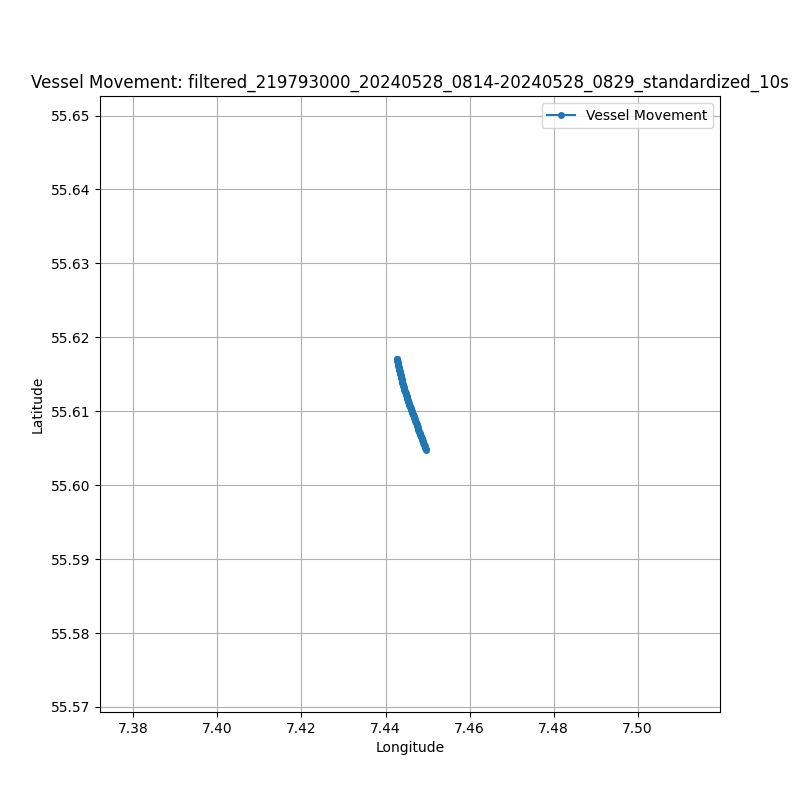 Vessel Movement: filtered_219793000_20240528_0814-20240528_0829_standardized_10s
Vessel Movement
55.65
55.64
55.63
55.62
55.61
55.60
55.59
55.58
55.57
Latitude
7.38 7.40 7.42 7.44 7.46 7.48 7.50
Longitude